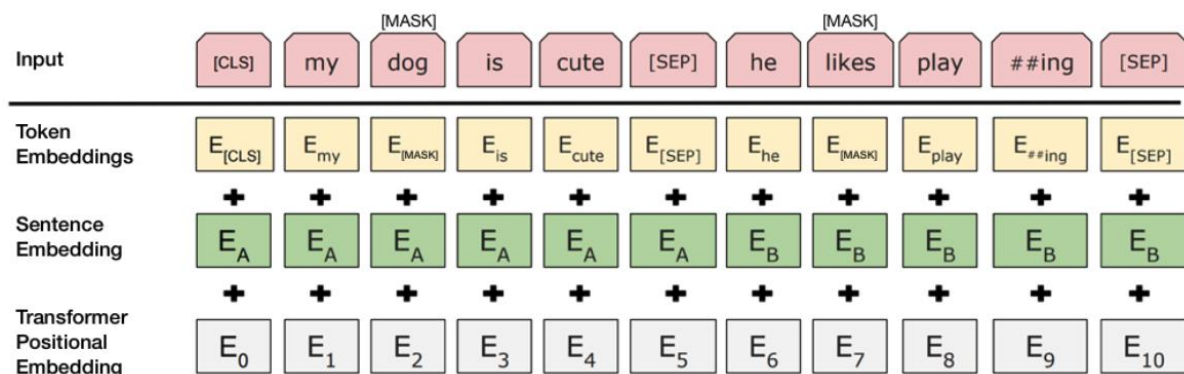 [MASK] [MASK]
Input [CLS] my dog is cute [SEP] he likes play ##ing [SEP]
Token
Embeddings
E[CLS] Emy E[MASK] Eis Ecute E[SEP] Ehe E[MASK] Eplay E##ing E[SEP]
+ + + + + + + + + + +
Sentence
Embedding
EA EA EA EA EA EA EB EB EB EB EB
+ + + + + + + + + + +
Transformer
Positional
Embedding
E0 E1 E2 E3 E4 E5 E6 E7 E8 E9 E10